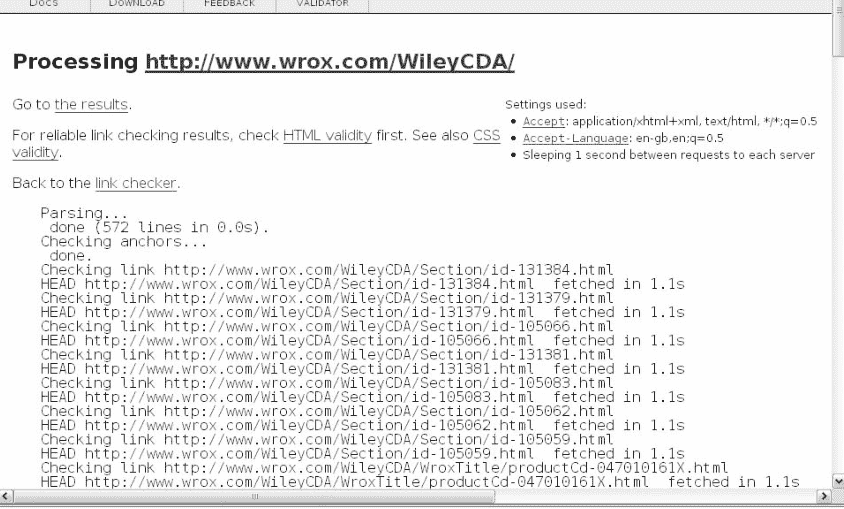 DOCS DOWNLOAD FEEDBACK VALIDATOR
Processing http://www.wrox.com/WileyCDA/
Go to the results.
For reliable link checking results, check HTML validity first. See also CSS
validity.
Back to the link checker.
Settings used:
• Accept: application/xhtml+xml, text/html, */*;q=0.5
• Accept-Language: en-gb,en;q=0.5
• Sleeping 1 second between requests to each server
Parsing...
done (572 lines in 0.0s).
Checking anchors...
done.
Checking link http://www.wrox.com/WileyCDA/Section/id-131384.html
HEAD http://www.wrox.com/WileyCDA/Section/id-131384.html fetched in 1.1s
Checking link http://www.wrox.com/WileyCDA/Section/id-131379.html
HEAD http://www.wrox.com/WileyCDA/Section/id-131379.html fetched in 1.1s
Checking link http://www.wrox.com/WileyCDA/Section/id-105066.html
HEAD http://www.wrox.com/WileyCDA/Section/id-105066.html fetched in 1.1s
Checking link http://www.wrox.com/WileyCDA/Section/id-131381.html
HEAD http://www.wrox.com/WileyCDA/Section/id-131381.html fetched in 1.1s
Checking link http://www.wrox.com/WileyCDA/Section/id-105083.html
HEAD http://www.wrox.com/WileyCDA/Section/id-105083.html fetched in 1.1s
Checking link http://www.wrox.com/WileyCDA/Section/id-105062.html
HEAD http://www.wrox.com/WileyCDA/Section/id-105062.html fetched in 1.1s
Checking link http://www.wrox.com/WileyCDA/Section/id-105059.html
HEAD http://www.wrox.com/WileyCDA/Section/id-105059.html fetched in 1.1s
Checking link http://www.wrox.com/WileyCDA/WroxTitle/productCd-047010161X.html
HEAD http://www.wrox.com/WileyCDA/WroxTitle/productCd-047010161X.html fetched in 1.1s